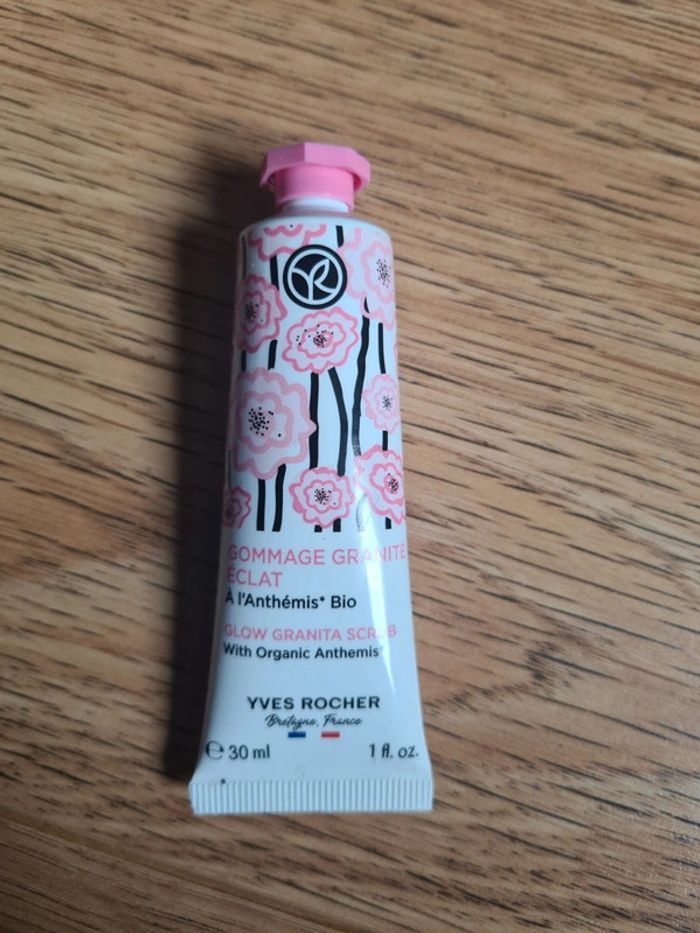 GOMMAGE GRANITÉ
ÉCLAT
À l'Anthémis* Bio
GLOW GRANITA SCRUB
With Organic Anthemis*
YVES ROCHER
Bretagne, France
℮ 30 ml 1 fl. oz.